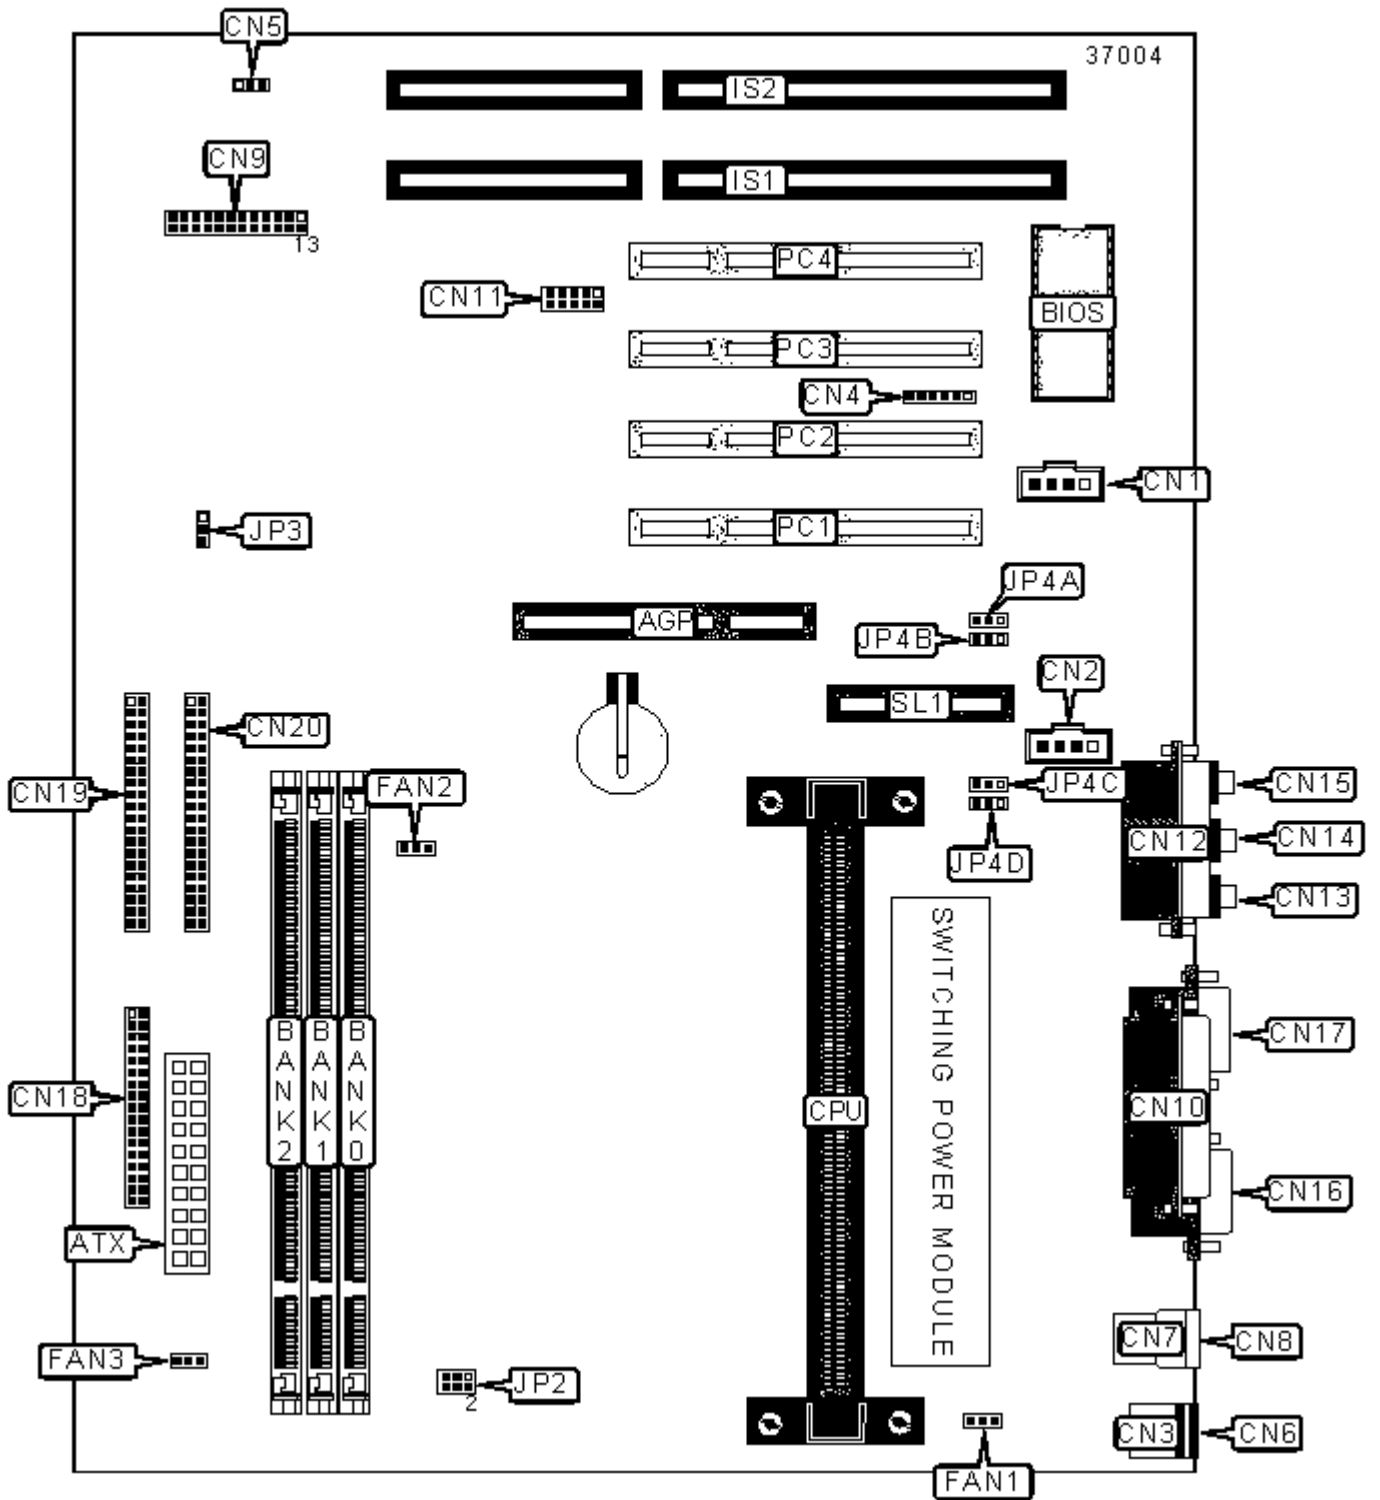 CN5
37004
IS2
CN9
IS1
13
PC4
CN11
BIOS
PC3
CN4
PC2
CN1
JP3
PC1
JP4A
AGP
JP4B
CN2
SL1
CN20
CN19
FAN2
JP4C
CN15
CN12
CN14
JP4D
CN13
SWITCHING POWER MODULE
BANK2
BANK1
BANK0
CN17
CN18
CPU
CN10
CN16
ATX
CN7
CN8
FAN3
JP2
2
CN3
CN6
FAN1